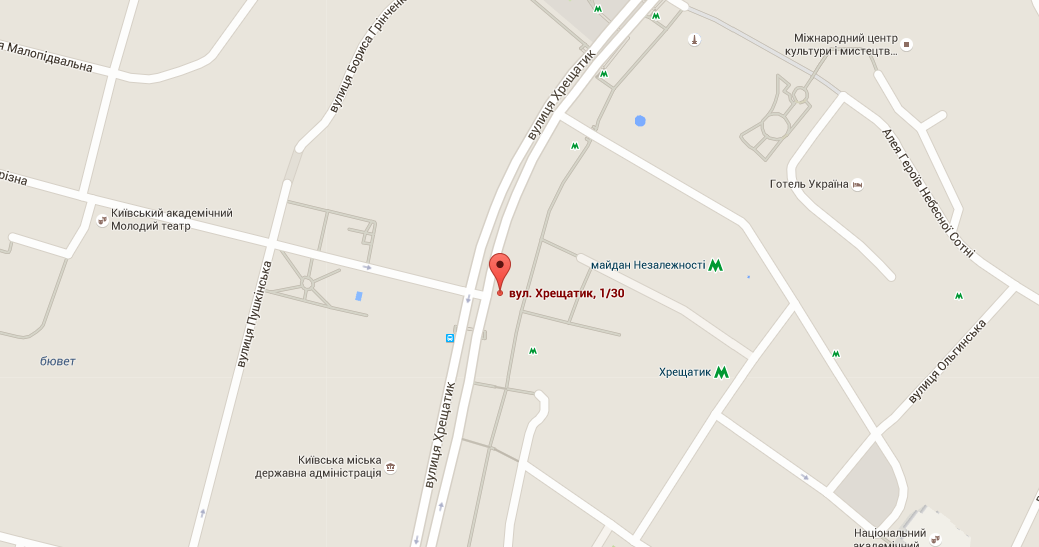 Міжнародний центр
культури і мистецтв...
я Малопідвальна
вулиця Бориса Грінченк
вулиця Хрещатик
Алея Героїв Небесної Сотні
Готель Україна
різна
Київський академічний
Молодий театр
вулиця Пушкінська
майдан Незалежності
вул. Хрещатик, 1/30
бювет
Хрещатик
вулиця Ольгинська
вулиця Хрещатик
Київська міська
державна адміністрація
Національний
академічний